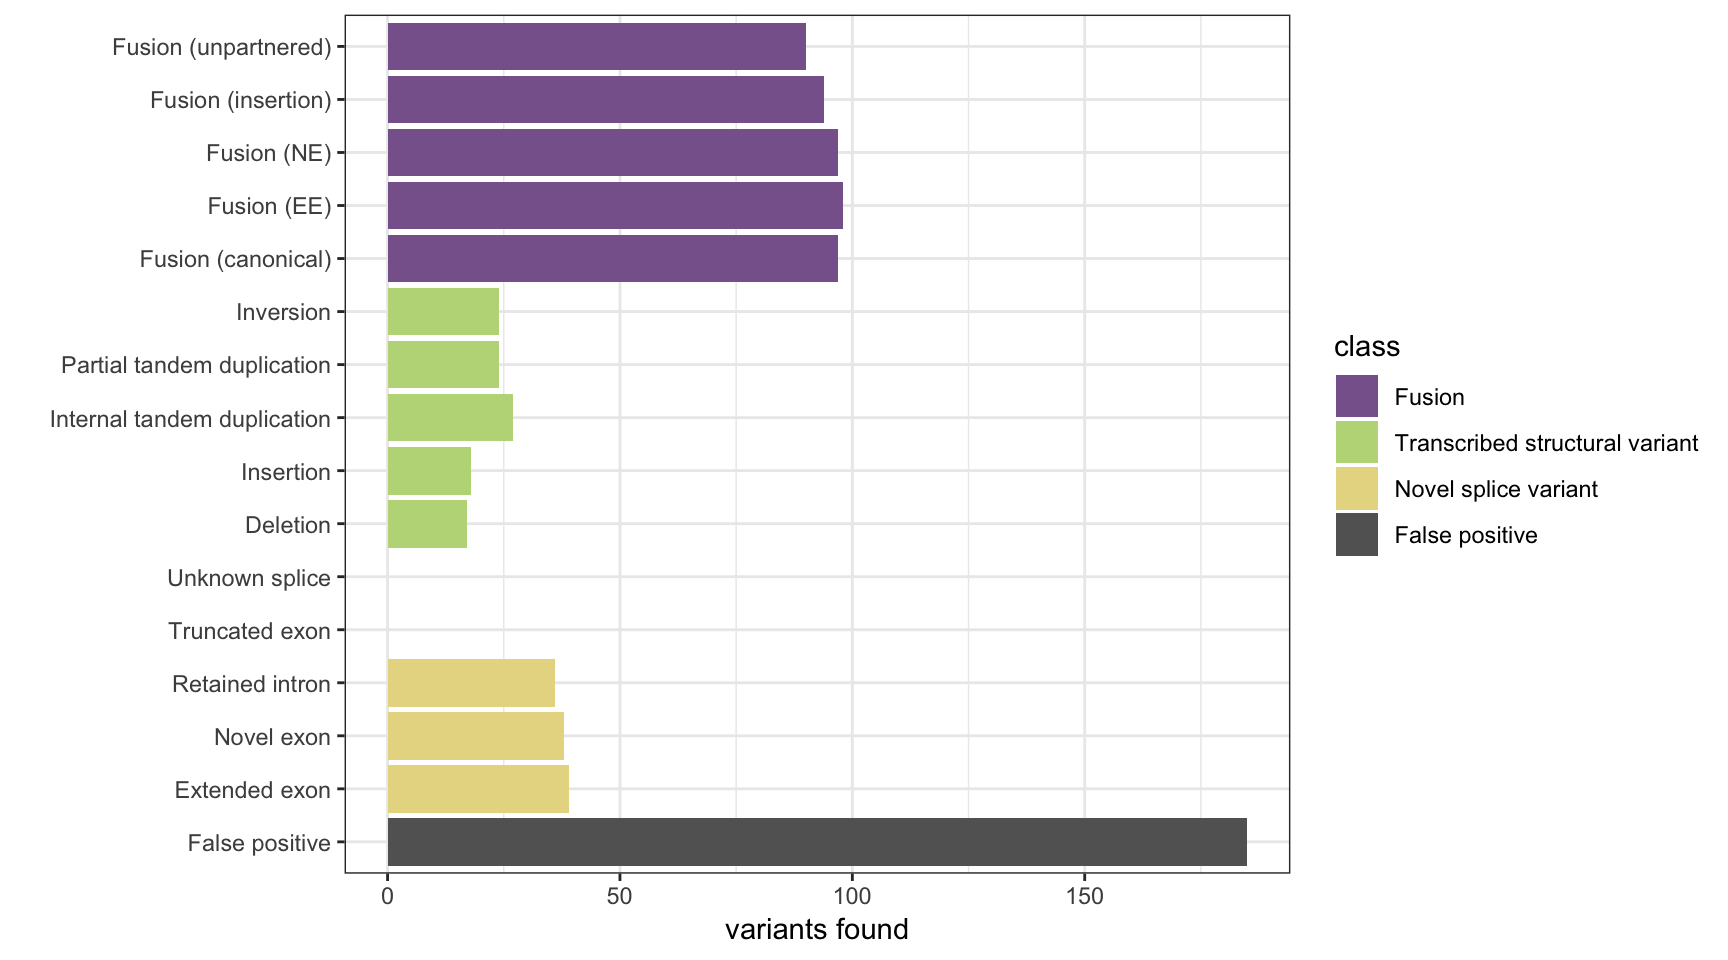 Fusion (unpartnered)
Fusion (insertion)
Fusion (NE)
Fusion (EE)
Fusion (canonical)
Inversion
Partial tandem duplication
Internal tandem duplication
Insertion
Deletion
Unknown splice
Truncated exon
Retained intron
Novel exon
Extended exon
False positive
0 50 100 150
variants found
class
Fusion
Transcribed structural variant
Novel splice variant
False positive